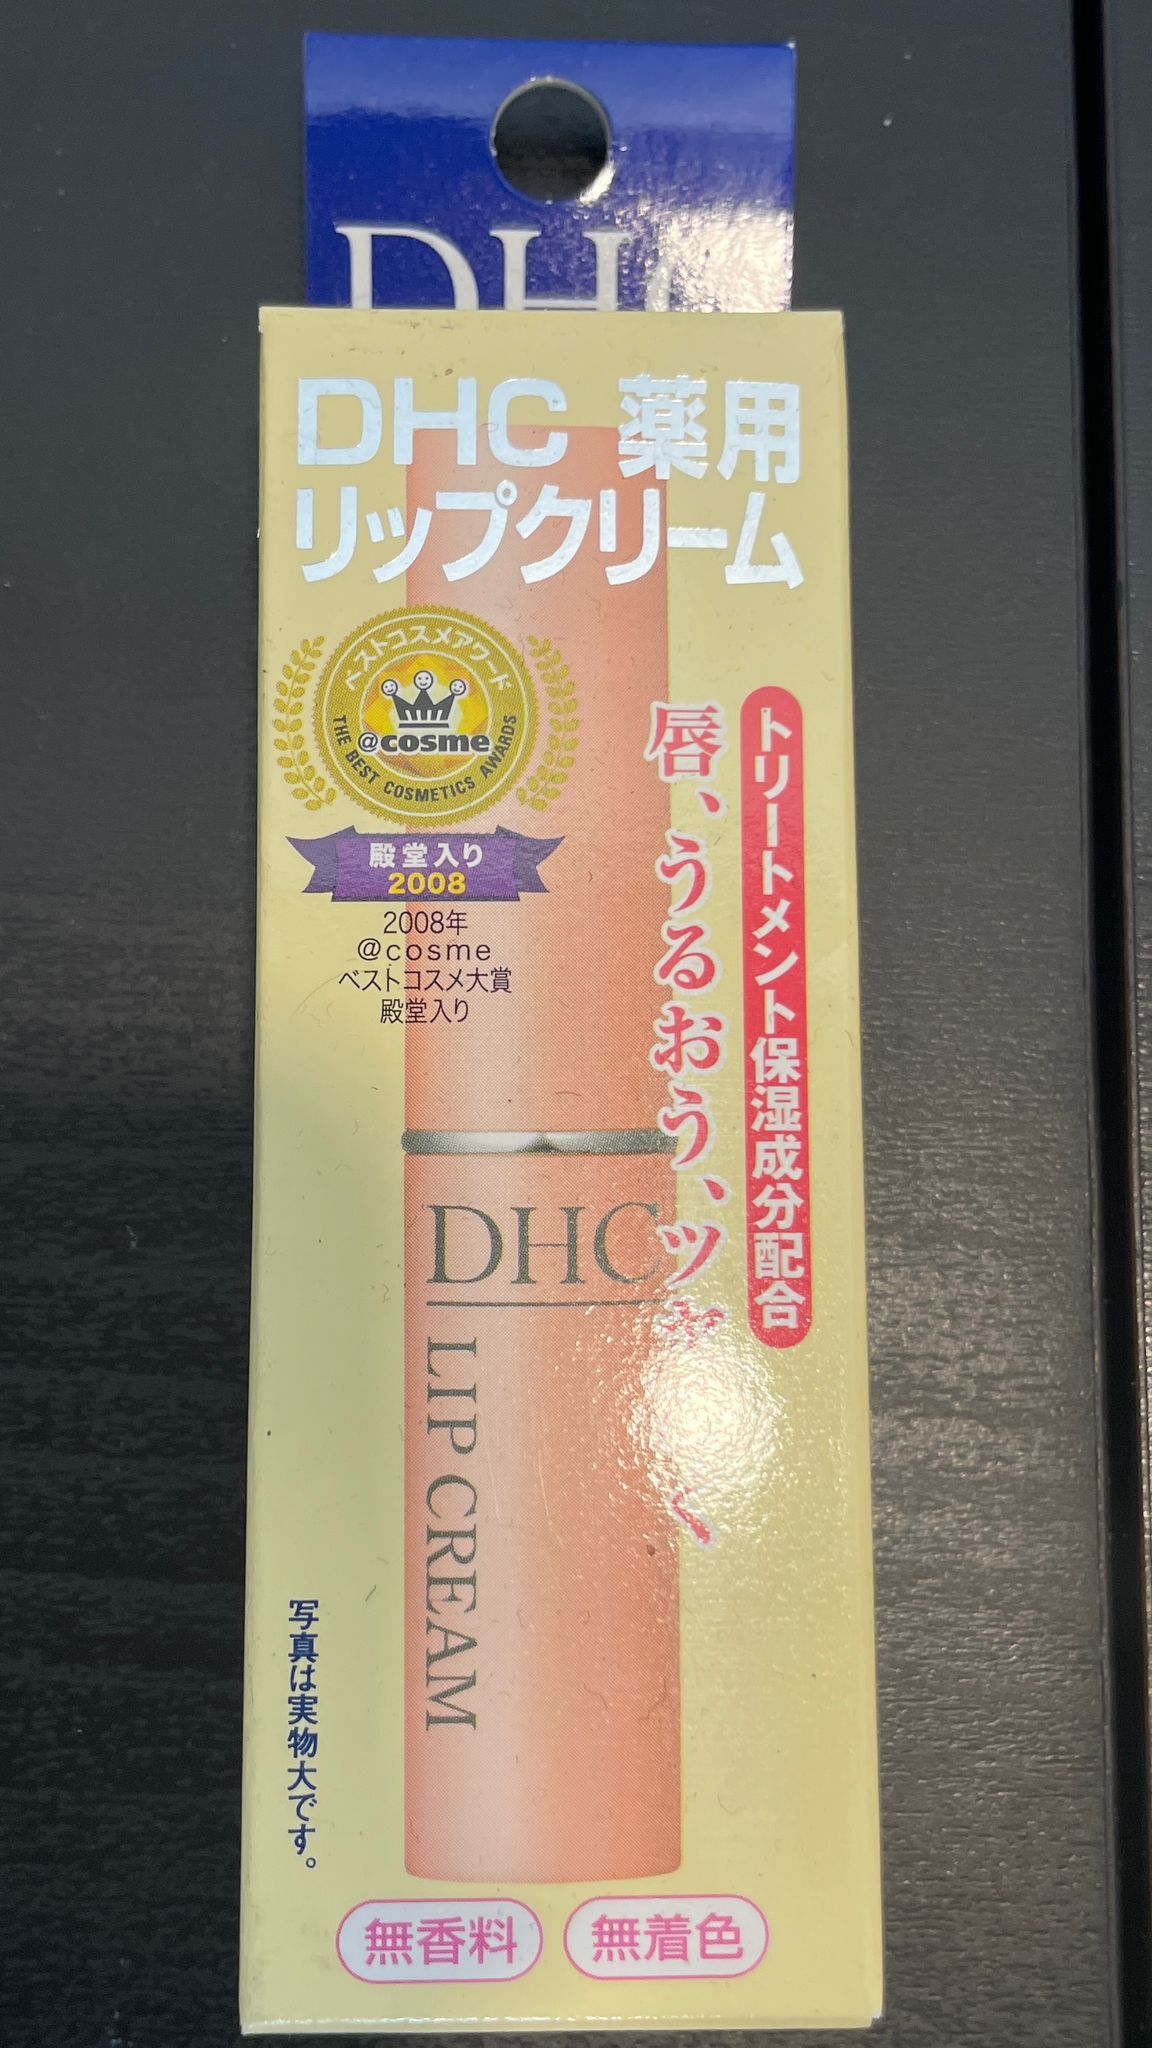 DHC
DHC 薬用
リップクリーム
ベストコスメアワード
@cosme
THE BEST COSMETICS AWARDS
殿堂入り
2008
2008年
@cosme
ベストコスメ大賞
殿堂入り
トリートメント保湿成分配合
唇、うるおう、ツヤ
DHC
LIP CREAM
写真は実物大です。
無香料
無着色